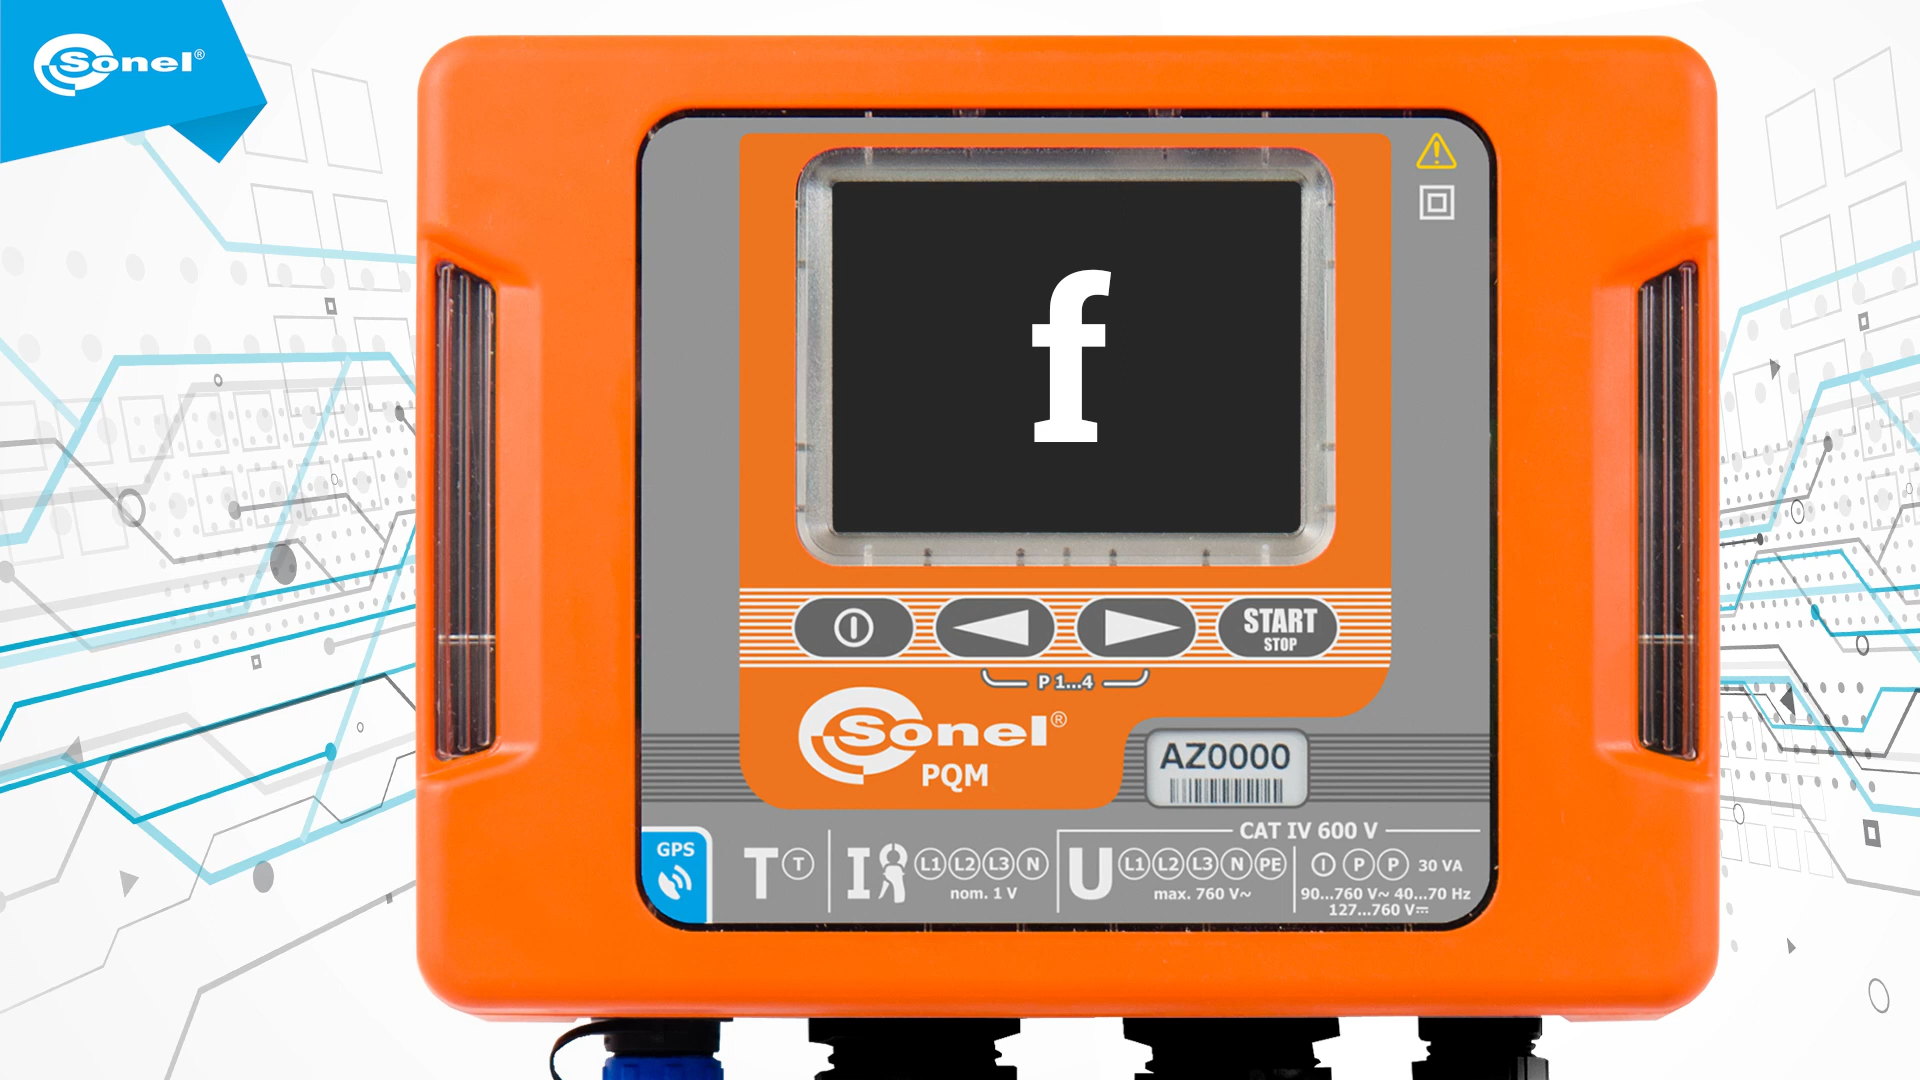 Sonel®
f
START
STOP
P 1...4
Sonel®
PQM
AZ0000
CAT IV 600 V
GPS
T T
I L1 L2 L3 N
nom. 1 V
U L1 L2 L3 N PE
max. 760 V~
I P P 30 VA
90...760 V~ 40...70 Hz
127...760 V⎓